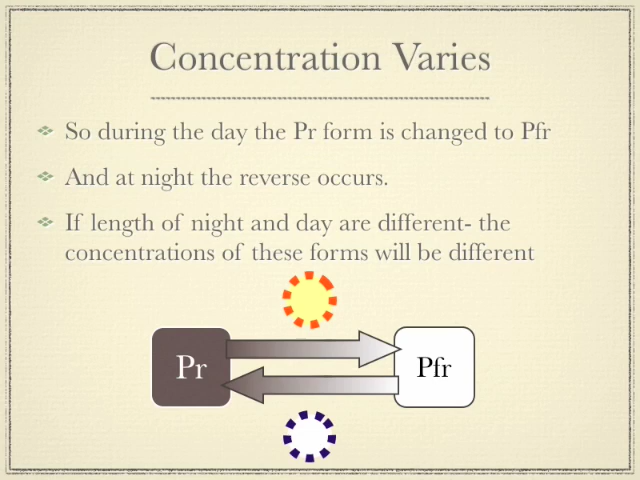 Concentration Varies
So during the day the Pr form is changed to Pfr
And at night the reverse occurs.
If length of night and day are different- the
concentrations of these forms will be different
Pr
Pfr